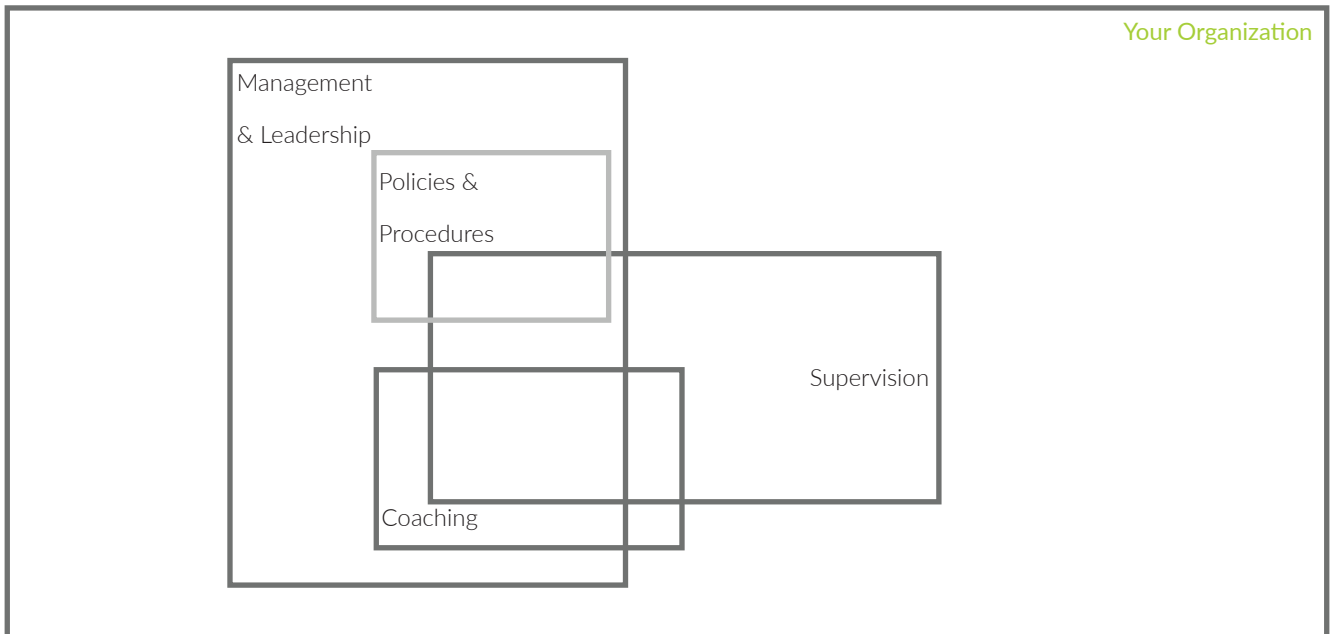 Your Organization
Management
& Leadership
Policies &
Procedures
Supervision
Coaching